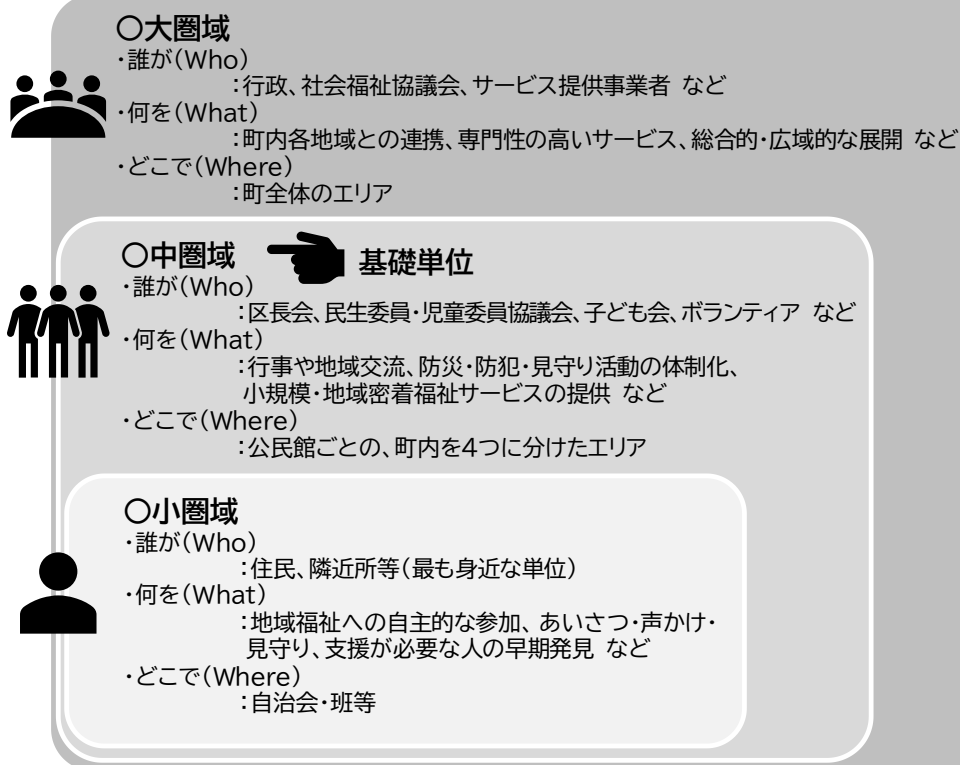 〇大圏域
・誰が(Who)
:行政、社会福祉協議会、サービス提供事業者 など
・何を(What)
:町内各地域との連携、専門性の高いサービス、総合的・広域的な展開 など
・どこで(Where)
:町全体のエリア
〇中圏域 基礎単位
・誰が(Who)
:区長会、民生委員・児童委員協議会、子ども会、ボランティア など
・何を(What)
:行事や地域交流、防災・防犯・見守り活動の体制化、
小規模・地域密着福祉サービスの提供 など
・どこで(Where)
:公民館ごとの、町内を4つに分けたエリア
〇小圏域
・誰が(Who)
:住民、隣近所等(最も身近な単位)
・何を(What)
:地域福祉への自主的な参加、あいさつ・声かけ・
見守り、支援が必要な人の早期発見 など
・どこで(Where)
:自治会・班等